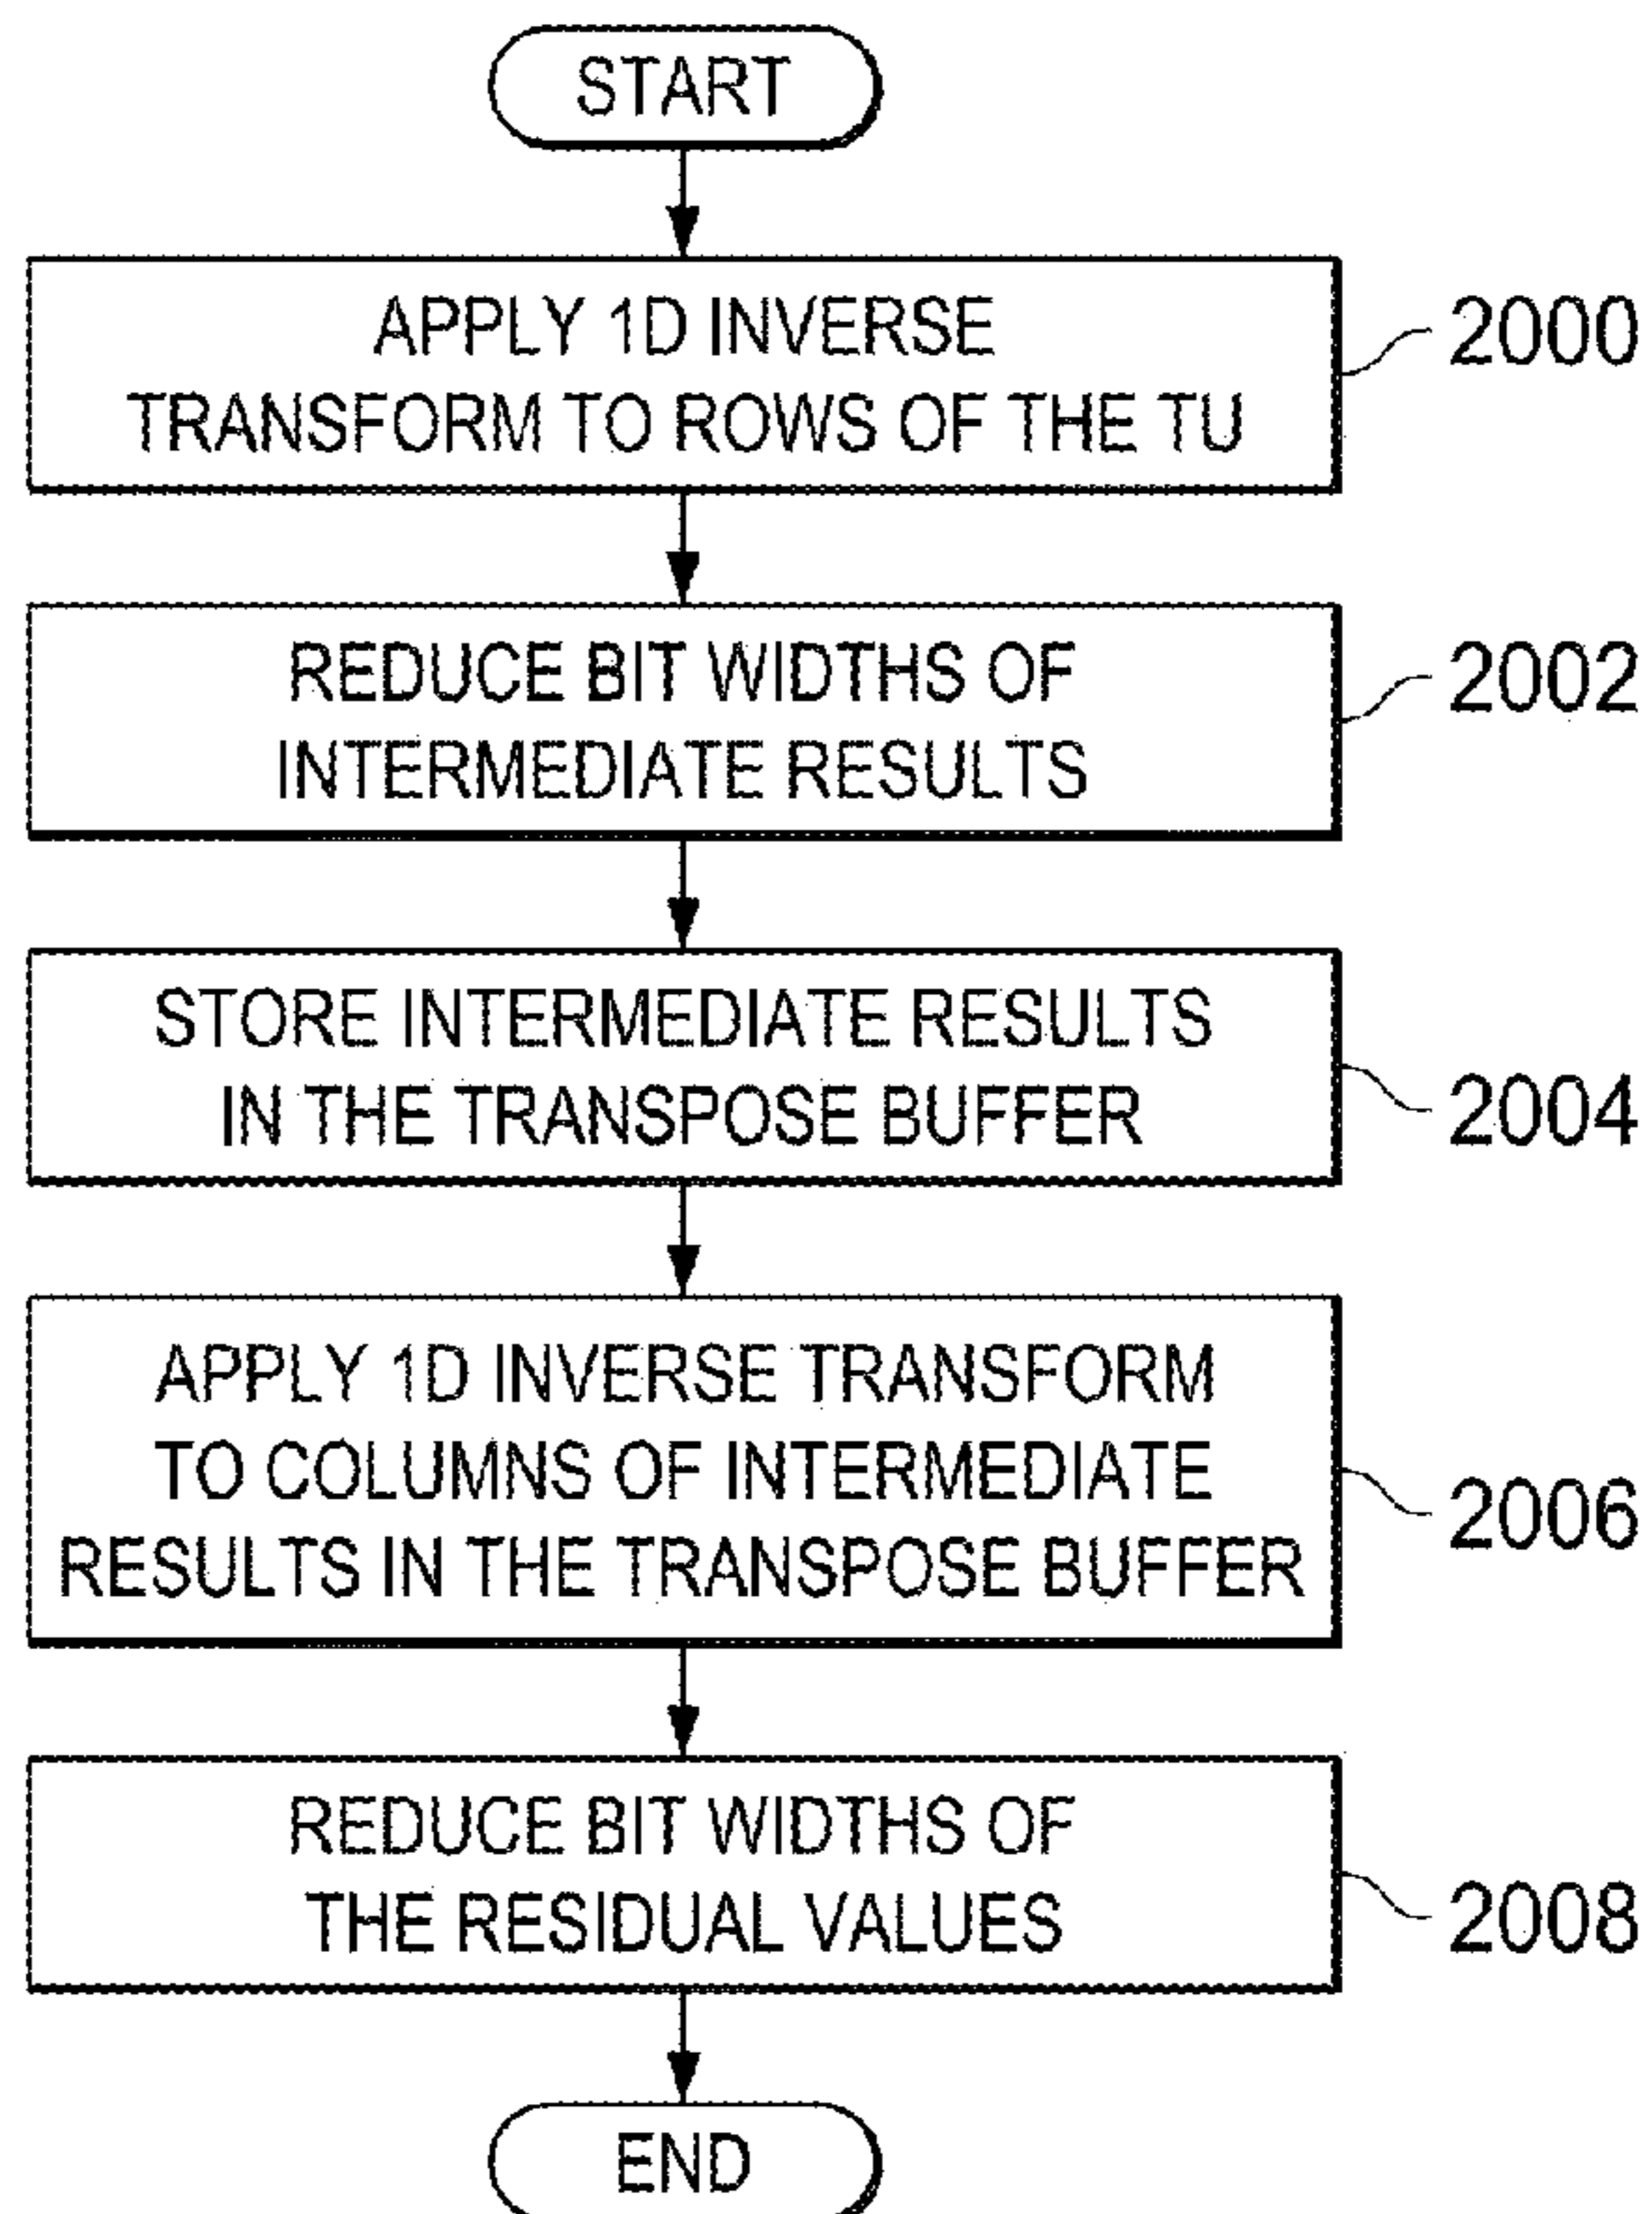 START
APPLY 1D INVERSE
TRANSFORM TO ROWS OF THE TU
2000
REDUCE BIT WIDTHS OF
INTERMEDIATE RESULTS
2002
STORE INTERMEDIATE RESULTS
IN THE TRANSPOSE BUFFER
2004
APPLY 1D INVERSE TRANSFORM
TO COLUMNS OF INTERMEDIATE
RESULTS IN THE TRANSPOSE BUFFER
2006
REDUCE BIT WIDTHS OF
THE RESIDUAL VALUES
2008
END